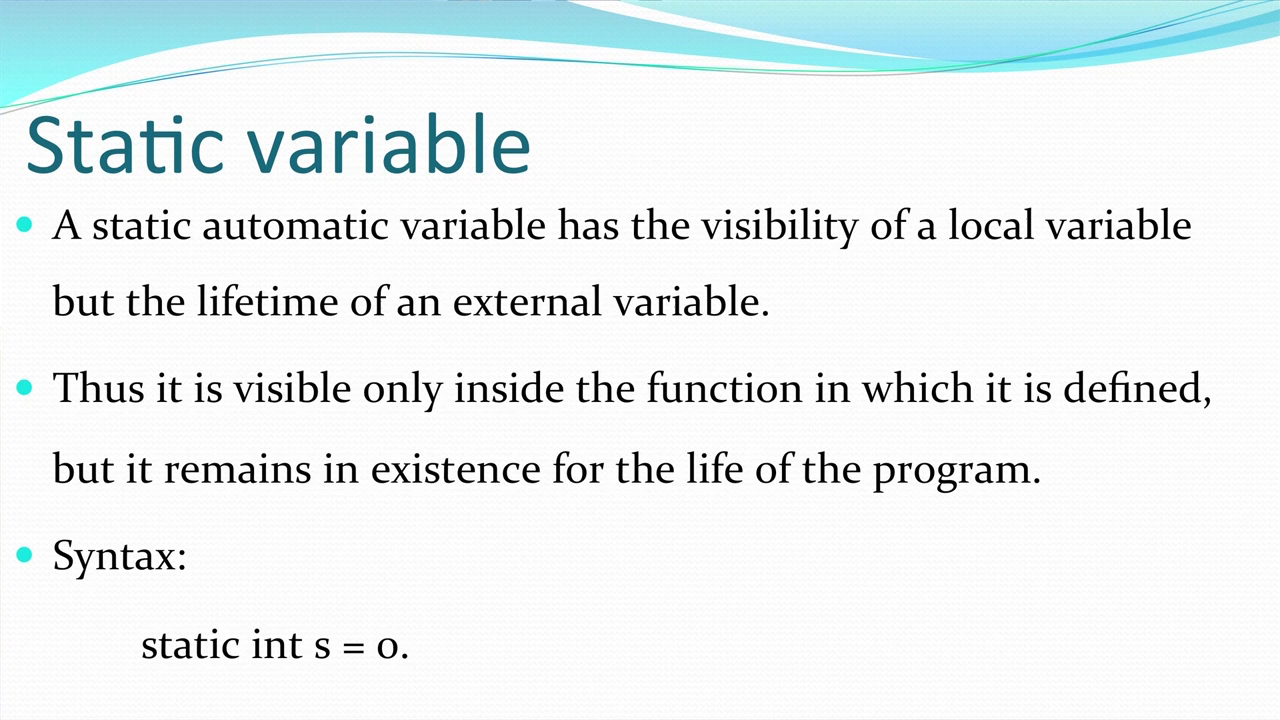 Static variable
A static automatic variable has the visibility of a local variable
but the lifetime of an external variable.
Thus it is visible only inside the function in which it is defined,
but it remains in existence for the life of the program.
Syntax:
static int s = 0.